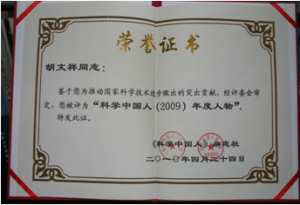 荣誉证书
胡文祥同志：
鉴于您为推动国家科学技术进步做出的突出贡献，经评委会审
定，您被评为“科学中国人（2009）年度人物”，
特发此证。
《科学中国人》杂志社
二〇一〇年四月二十四日